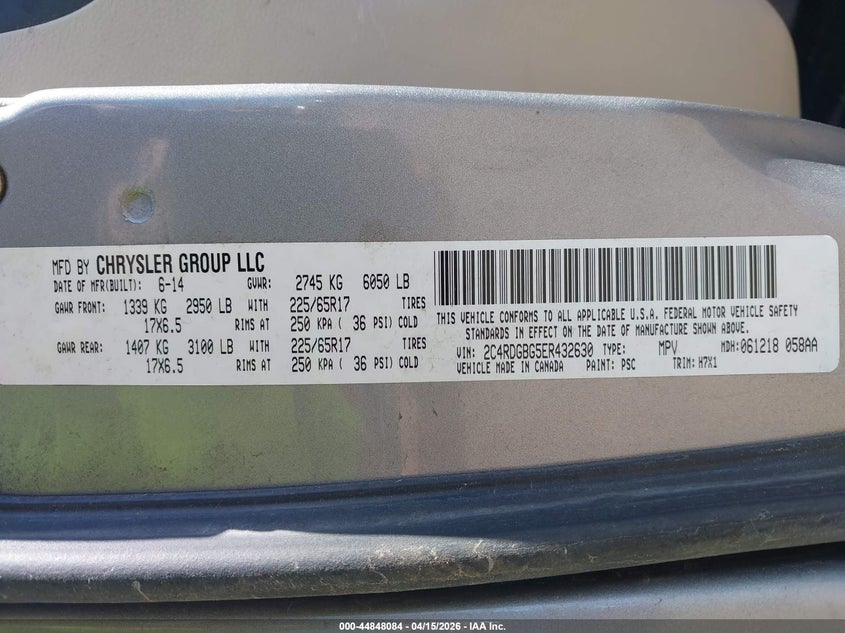 MFD BY CHRYSLER GROUP LLC
DATE OF MFR(BUILT): 6-14 GVWR: 2745 KG 6050 LB
GAWR FRONT: 1339 KG 2950 LB WITH 225/65R17 TIRES
17X6.5 RIMS AT 250 KPA ( 36 PSI) COLD
GAWR REAR: 1407 KG 3100 LB WITH 225/65R17 TIRES
17X6.5 RIMS AT 250 KPA ( 36 PSI) COLD
THIS VEHICLE CONFORMS TO ALL APPLICABLE U.S.A. FEDERAL MOTOR VEHICLE SAFETY
STANDARDS IN EFFECT ON THE DATE OF MANUFACTURE SHOWN ABOVE.
VIN: 2C4RDGBG5ER432630 TYPE: MPV MDH: 061218 058AA
VEHICLE MADE IN CANADA PAINT: PSC TRIM: H7X1
000-44848084 - 04/15/2026 - IAA Inc.